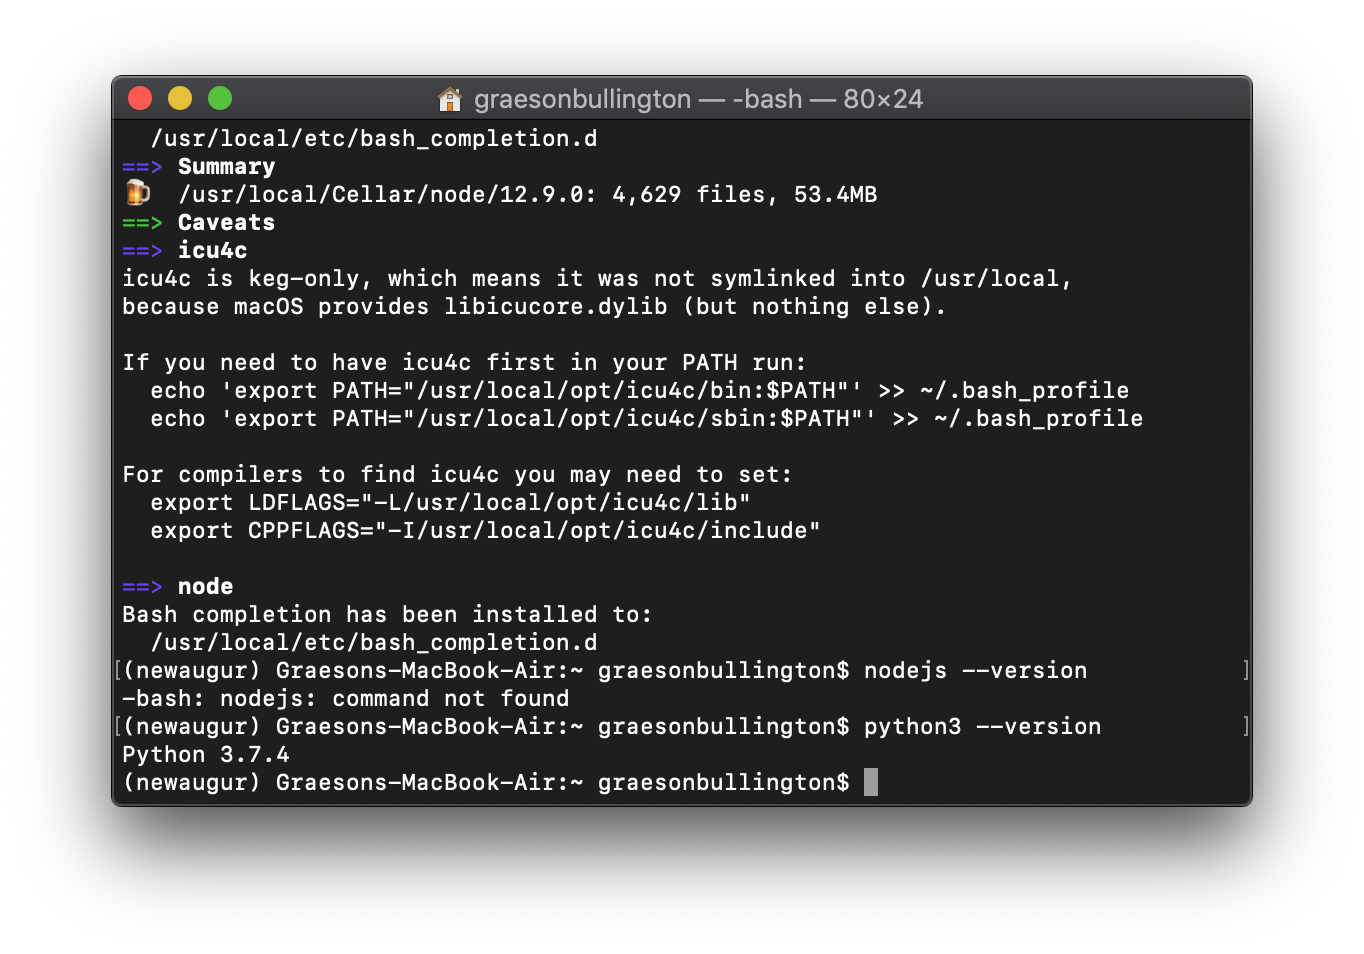 graesonbullington — -bash — 80×24
/usr/local/etc/bash_completion.d
==> Summary
🍺  /usr/local/Cellar/node/12.9.0: 4,629 files, 53.4MB
==> Caveats
==> icu4c
icu4c is keg-only, which means it was not symlinked into /usr/local,
because macOS provides libicucore.dylib (but nothing else).
If you need to have icu4c first in your PATH run:
  echo 'export PATH="/usr/local/opt/icu4c/bin:$PATH"' >> ~/.bash_profile
  echo 'export PATH="/usr/local/opt/icu4c/sbin:$PATH"' >> ~/.bash_profile
For compilers to find icu4c you may need to set:
  export LDFLAGS="-L/usr/local/opt/icu4c/lib"
  export CPPFLAGS="-I/usr/local/opt/icu4c/include"
==> node
Bash completion has been installed to:
  /usr/local/etc/bash_completion.d
[(newaugur) Graesons-MacBook-Air:~ graesonbullington$ nodejs --version ]
-bash: nodejs: command not found
[(newaugur) Graesons-MacBook-Air:~ graesonbullington$ python3 --version ]
Python 3.7.4
(newaugur) Graesons-MacBook-Air:~ graesonbullington$